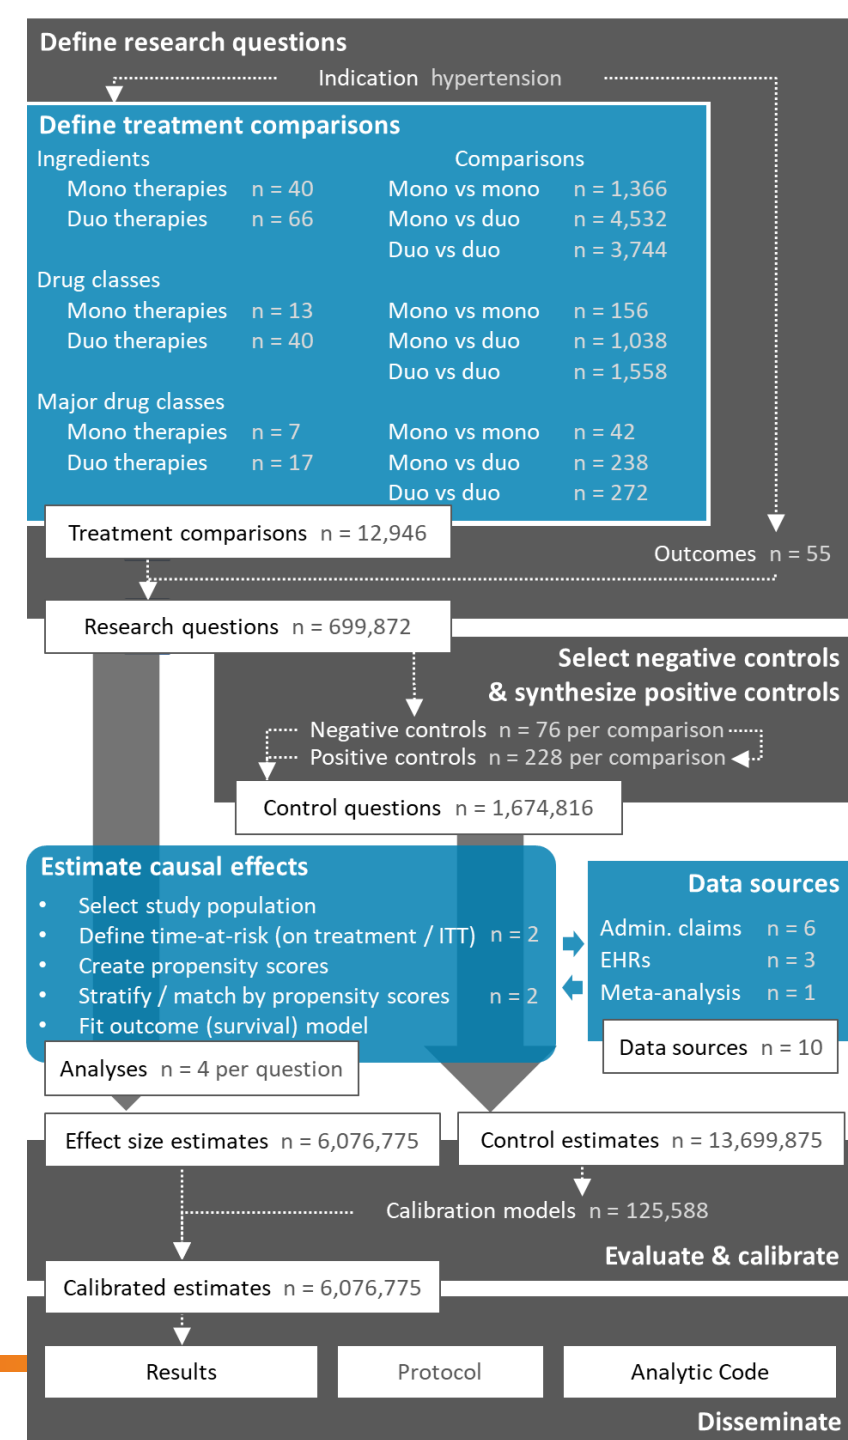 Define research questions
Indication hypertension
Define treatment comparisons
Ingredients Comparisons
Mono therapies n = 40 Mono vs mono n = 1,366
Duo therapies n = 66 Mono vs duo n = 4,532
Duo vs duo n = 3,744
Drug classes
Mono therapies n = 13 Mono vs mono n = 156
Duo therapies n = 40 Mono vs duo n = 1,038
Duo vs duo n = 1,558
Major drug classes
Mono therapies n = 7 Mono vs mono n = 42
Duo therapies n = 17 Mono vs duo n = 238
Duo vs duo n = 272
Treatment comparisons n = 12,946
Outcomes n = 55
Research questions n = 699,872
Select negative controls
& synthesize positive controls
Negative controls n = 76 per comparison
Positive controls n = 228 per comparison
Control questions n = 1,674,816
Estimate causal effects
• Select study population
• Define time-at-risk (on treatment / ITT) n = 2
• Create propensity scores
• Stratify / match by propensity scores n = 2
• Fit outcome (survival) model
Analyses n = 4 per question
Data sources
Admin. claims n = 6
EHRs n = 3
Meta-analysis n = 1
Data sources n = 10
Effect size estimates n = 6,076,775
Control estimates n = 13,699,875
Calibration models n = 125,588
Evaluate & calibrate
Calibrated estimates n = 6,076,775
Results
Protocol
Analytic Code
Disseminate